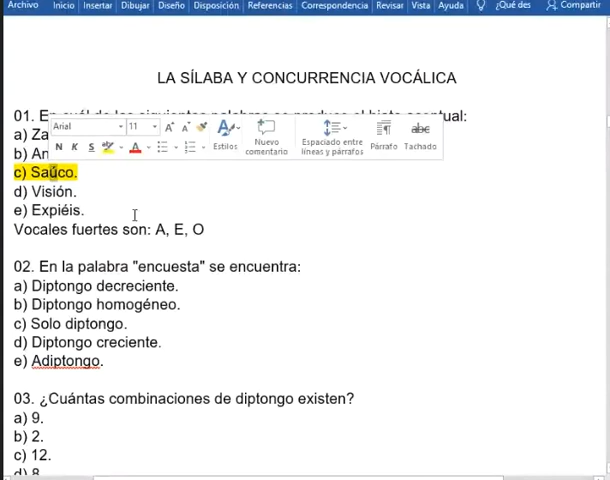 Archivo Inicio Insertar Dibujar Diseño Disposición Referencias Correspondencia Revisar Vista Ayuda ¿Qué des Compartir
LA SÍLABA Y CONCURRENCIA VOCÁLICA
01. E
a) Za
b) An
c) Saúco.
d) Visión.
e) Expiéis.
Vocales fuertes son: A, E, O
Arial 11 A A A Nuevo comentario Espaciado entre líneas y párrafos Párrafo abc Tachado
N K S A Estilos
02. En la palabra "encuesta" se encuentra:
a) Diptongo decreciente.
b) Diptongo homogéneo.
c) Solo diptongo.
d) Diptongo creciente.
e) Adiptongo.
03. ¿Cuántas combinaciones de diptongo existen?
a) 9.
b) 2.
c) 12.
d) 8